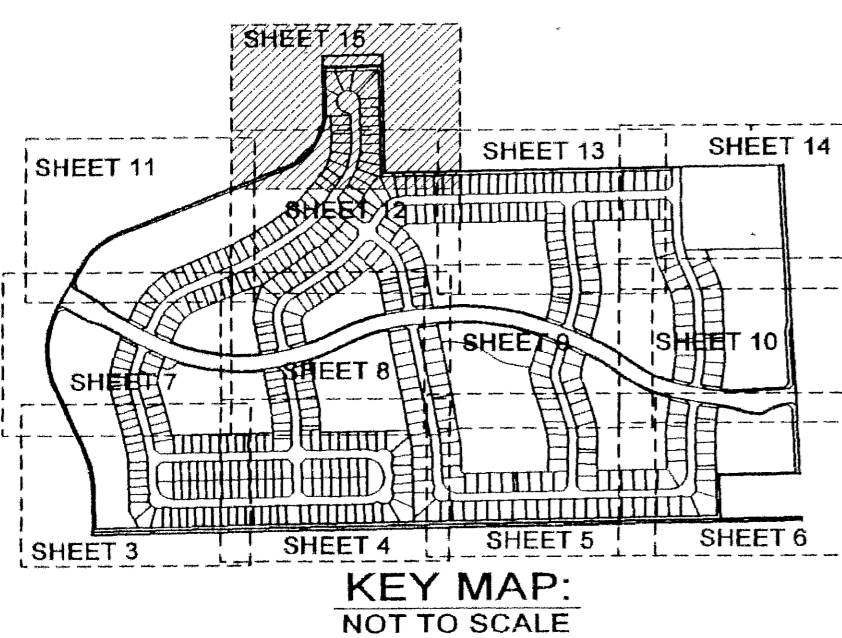 SHEET 15
SHEET 13
SHEET 14
SHEET 11
SHEET 12
SHEET 9
SHEET 10
SHEET 7
SHEET 8
SHEET 3
SHEET 4
SHEET 5
SHEET 6
KEY MAP:
NOT TO SCALE